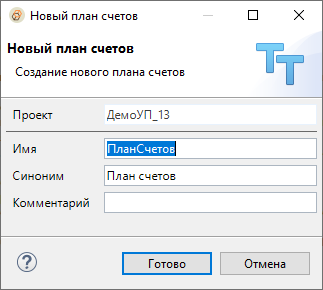 Новый план счетов
Новый план счетов
Создание нового плана счетов
Проект ДемоУП_13
Имя ПланСчетов
Синоним План счетов
Комментарий
? Готово Отмена